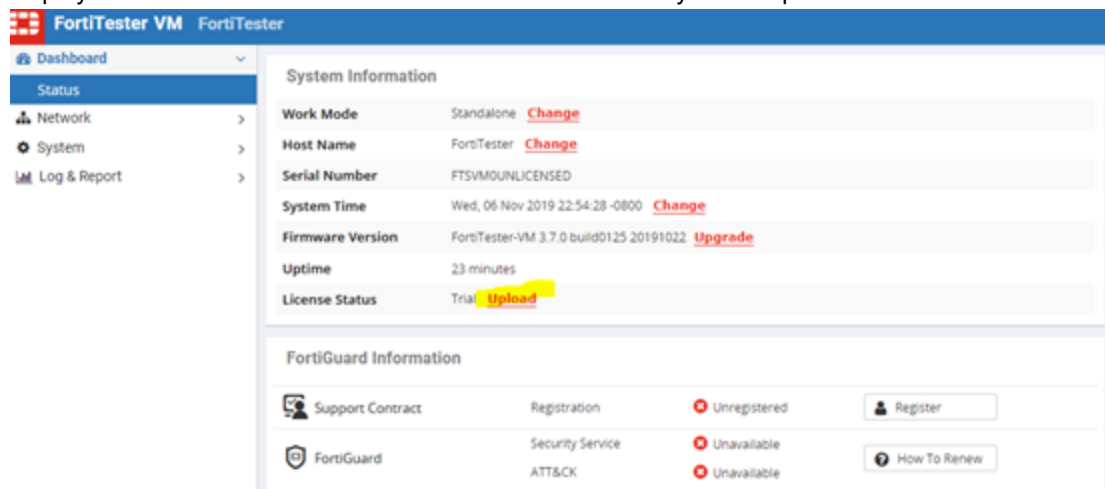 FortiTester VM FortiTester
Dashboard
Status
Network
System
Log & Report
System Information
Work Mode Standalone Change
Host Name FortiTester Change
Serial Number FTSVM0UNLICENSED
System Time Wed, 06 Nov 2019 22:54:28 -0800 Change
Firmware Version FortiTester-VM 3.7.0 build0125 20191022 Upgrade
Uptime 23 minutes
License Status Trial Upload
FortiGuard Information
Support Contract Registration Unregistered Register
FortiGuard Security Service Unavailable How To Renew
ATT&CK Unavailable